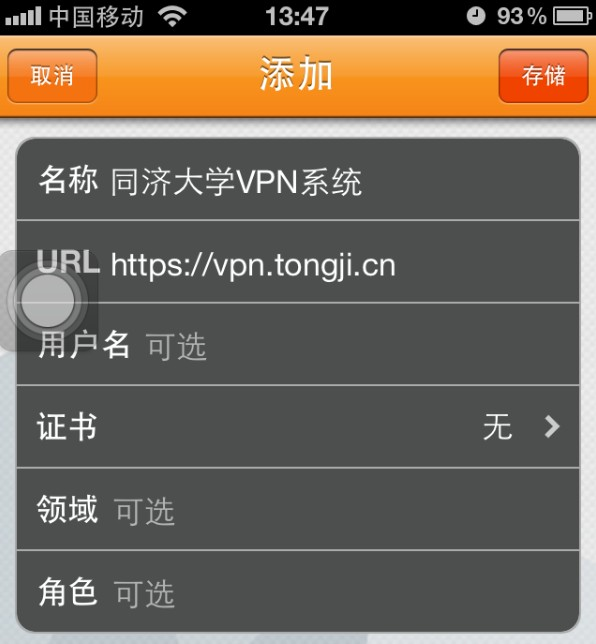 中国移动 13:47 93%
取消 添加 存储
名称 同济大学VPN系统
URL https://vpn.tongji.cn
用户名 可选
证书 无
领域 可选
角色 可选